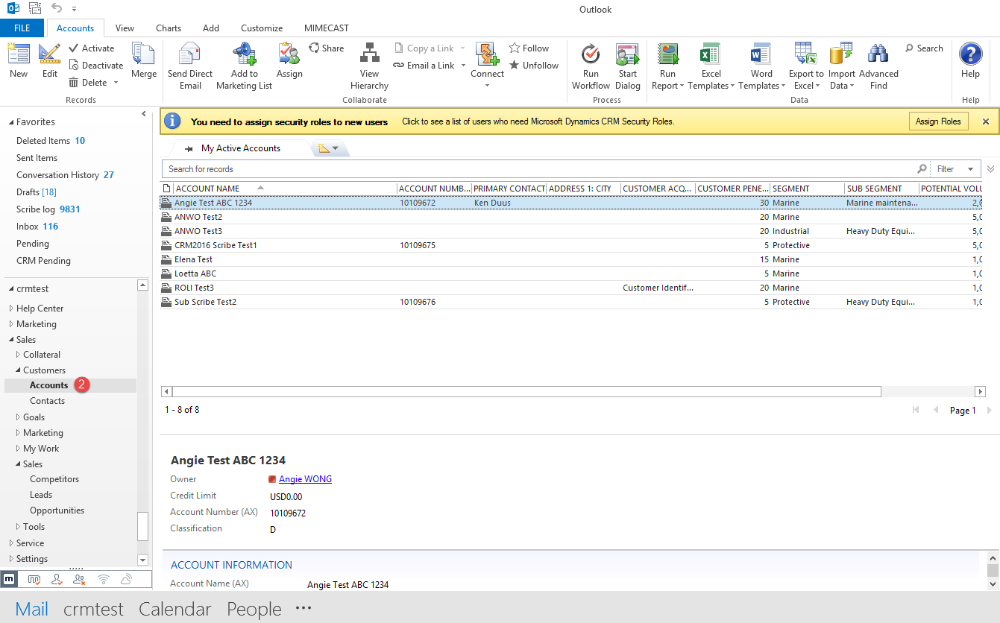 Outlook
FILE Accounts View Charts Add Customize MIMECAST
New
Edit
Activate
Deactivate
Delete
Merge
Records
Send Direct Email
Add to Marketing List
Assign
Share
View Hierarchy
Copy a Link
Email a Link
Connect
Follow
Unfollow
Collaborate
Run Workflow
Start Dialog
Process
Run Report
Excel Templates
Word Templates
Export to Excel
Import Data
Advanced Find
Search
Data
Help
Help
Favorites
Deleted Items 10
Sent Items
Conversation History 27
Drafts [18]
Scribe log 9831
Inbox 116
Pending
CRM Pending
crmtest
Help Center
Marketing
Sales
Collateral
Customers
Accounts 2
Contacts
Goals
Marketing
My Work
Sales
Competitors
Leads
Opportunities
Tools
Service
Settings
You need to assign security roles to new users Click to see a list of users who need Microsoft Dynamics CRM Security Roles. Assign Roles
My Active Accounts
Search for records Filter
ACCOUNT NAME ACCOUNT NUMB... PRIMARY CONTACT ADDRESS 1: CITY CUSTOMER ACQ... CUSTOMER PENE... SEGMENT SUB SEGMENT POTENTIAL VOLU
Angie Test ABC 1234 10109672 Ken Duus 30 Marine Marine maintena... 2,0
ANWO Test2 20 Marine 5,0
ANWO Test3 20 Industrial Heavy Duty Equi... 5,0
CRM2016 Scribe Test1 10109675 5 Protective 5,0
Elena Test 15 Marine 1,0
Loetta ABC 5 Marine 1,0
ROLI Test3 Customer Identif... 20 Marine 1,0
Sub Scribe Test2 10109676 5 Protective Heavy Duty Equi... 1,0
1 - 8 of 8 Page 1
Angie Test ABC 1234
Owner Angie WONG
Credit Limit USD0.00
Account Number (AX) 10109672
Classification D
ACCOUNT INFORMATION
Account Name (AX) Angie Test ABC 1234
m
Mail crmtest Calendar People ...